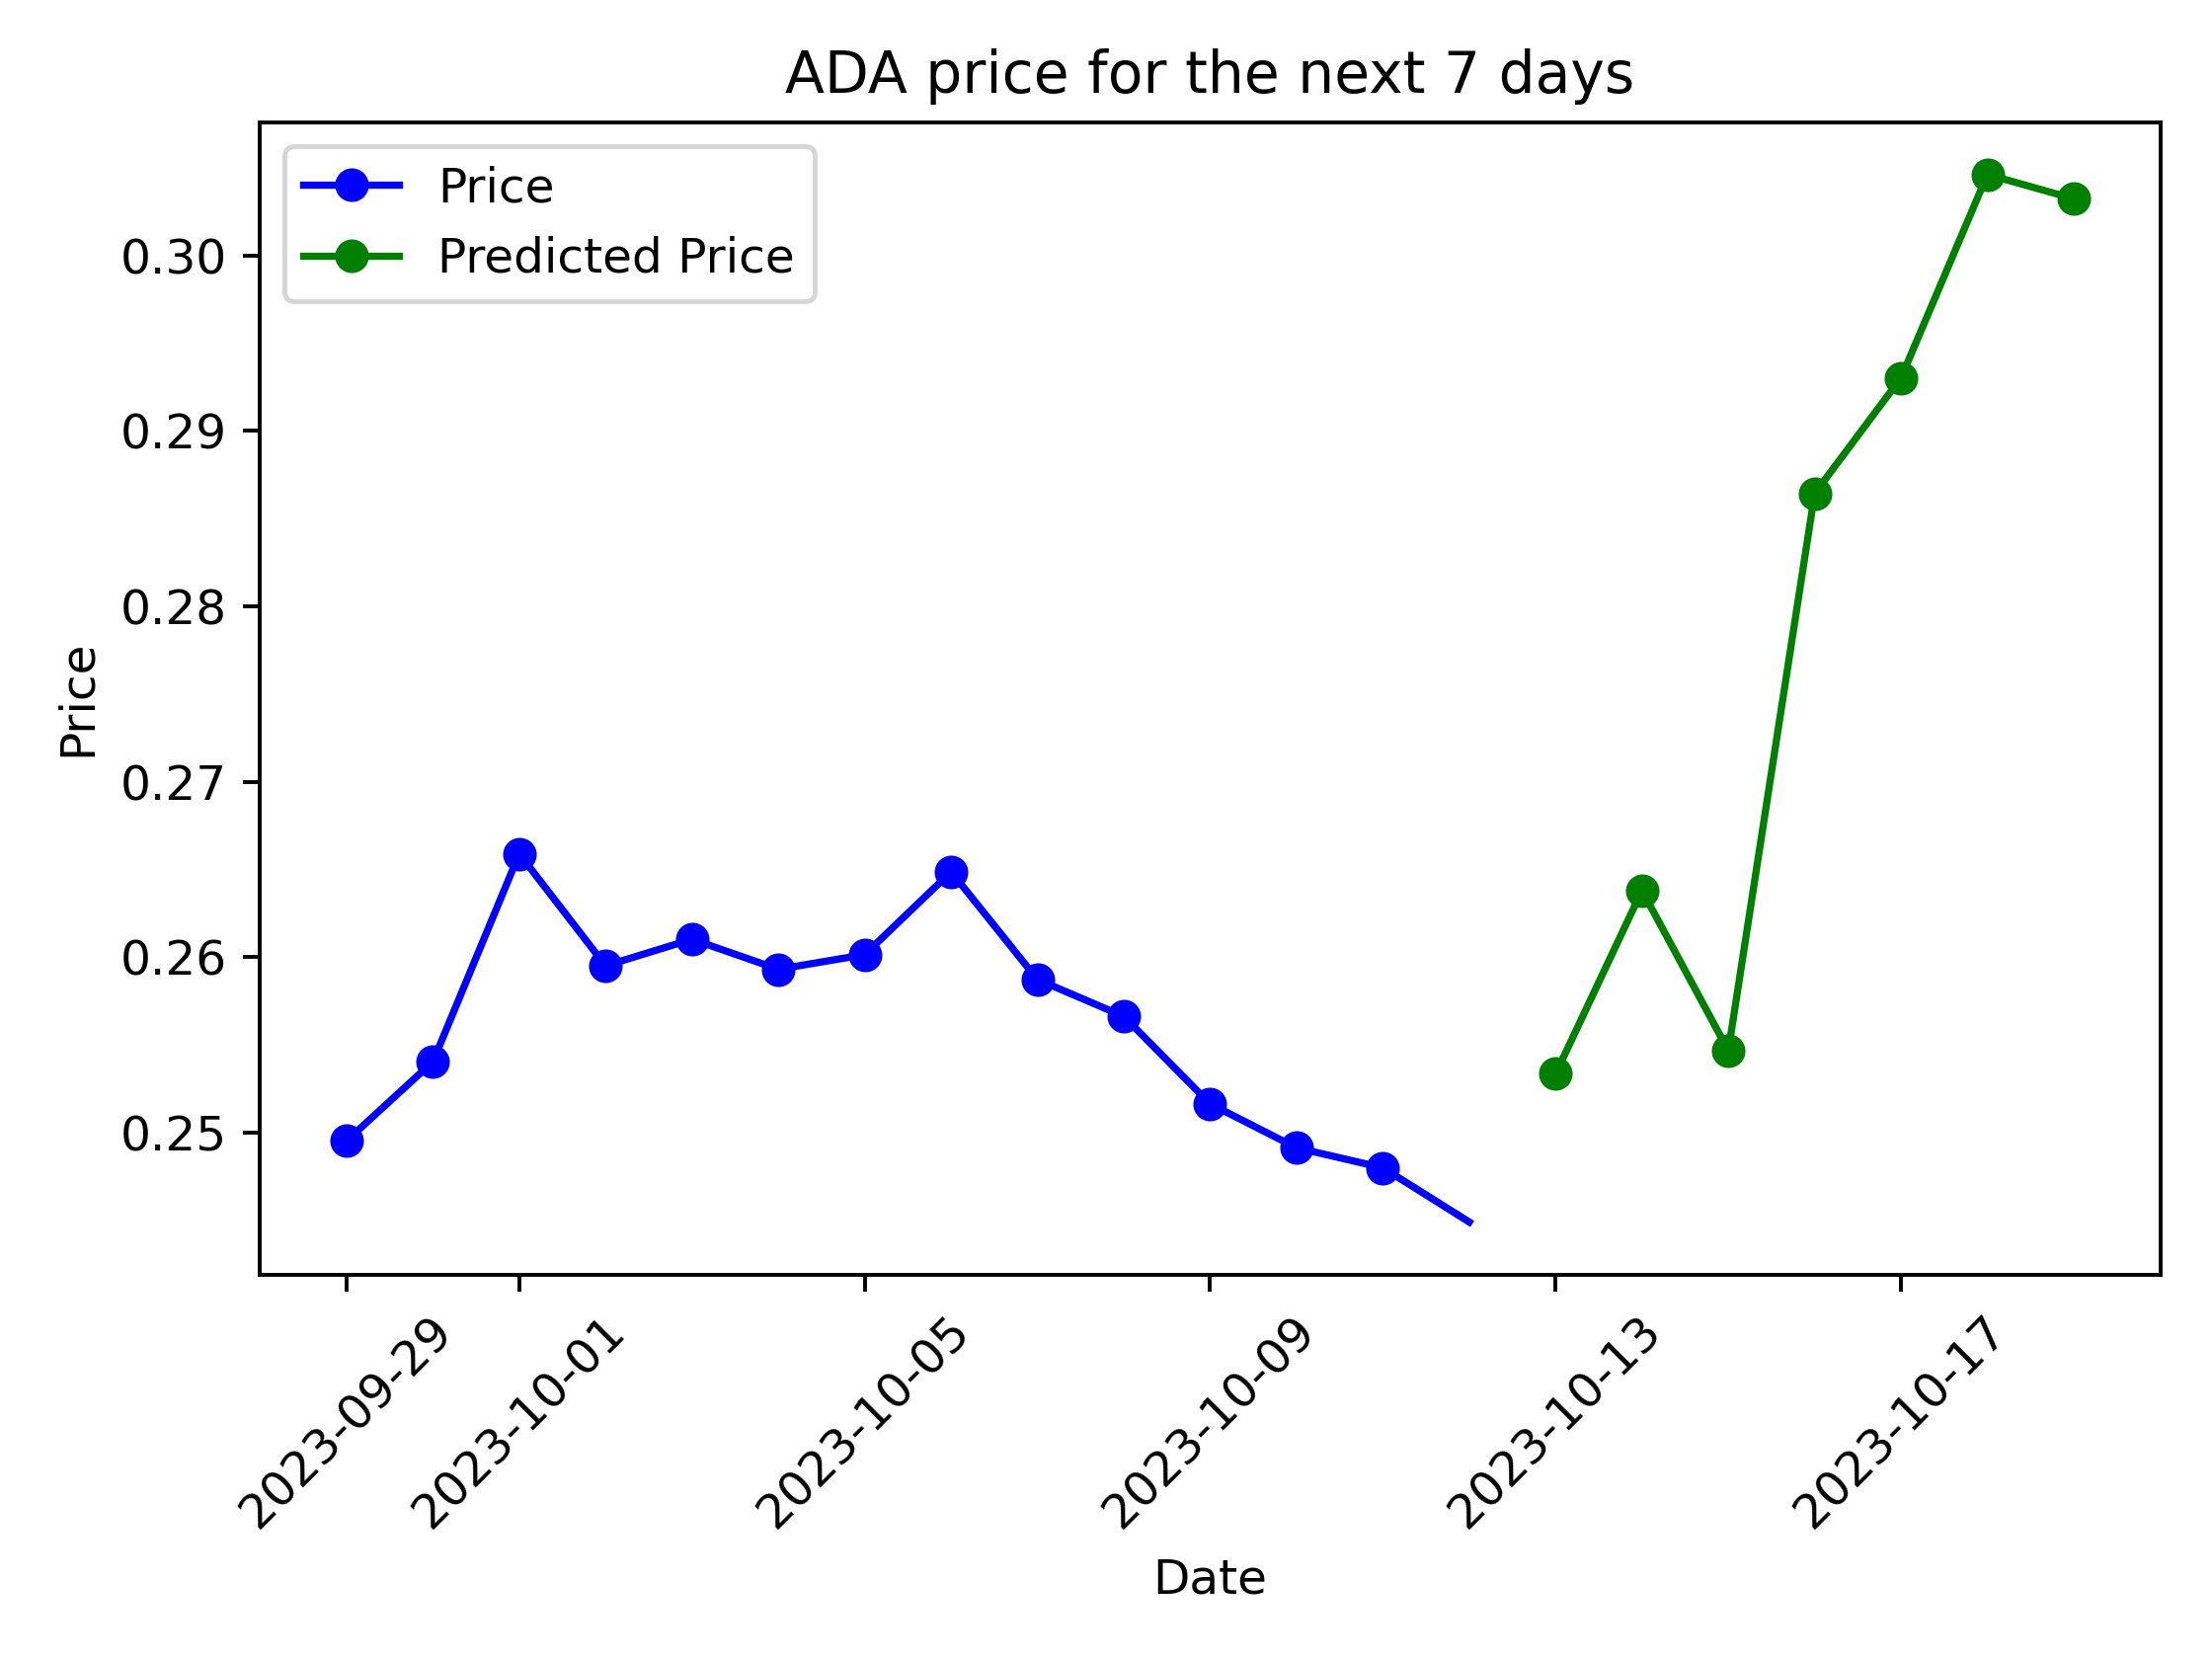 ADA price for the next 7 days
Price
Predicted Price
0.30
0.29
0.28
0.27
0.26
0.25
Price
2023-09-29
2023-10-01
2023-10-05
2023-10-09
2023-10-13
2023-10-17
Date